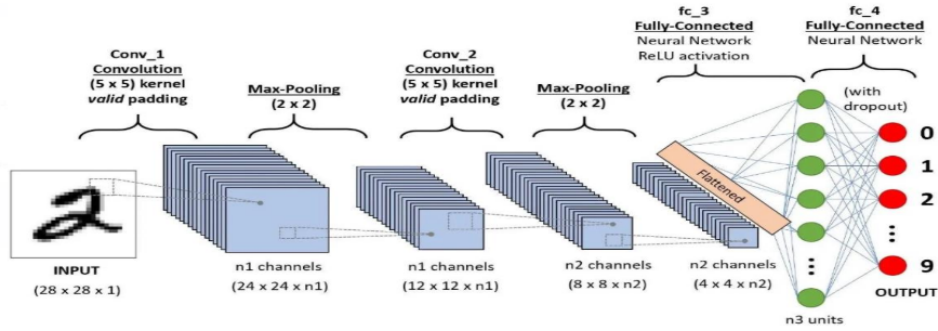 Conv_1
Convolution
(5 x 5) kernel
valid padding
Max-Pooling
(2 x 2)
Conv_2
Convolution
(5 x 5) kernel
valid padding
Max-Pooling
(2 x 2)
fc_3
Fully-Connected
Neural Network
ReLU activation
fc_4
Fully-Connected
Neural Network
(with
dropout)
Flattened
0
1
2
9
OUTPUT
INPUT
(28 x 28 x 1)
n1 channels
(24 x 24 x n1)
n1 channels
(12 x 12 x n1)
n2 channels
(8 x 8 x n2)
n2 channels
(4 x 4 x n2)
n3 units
2